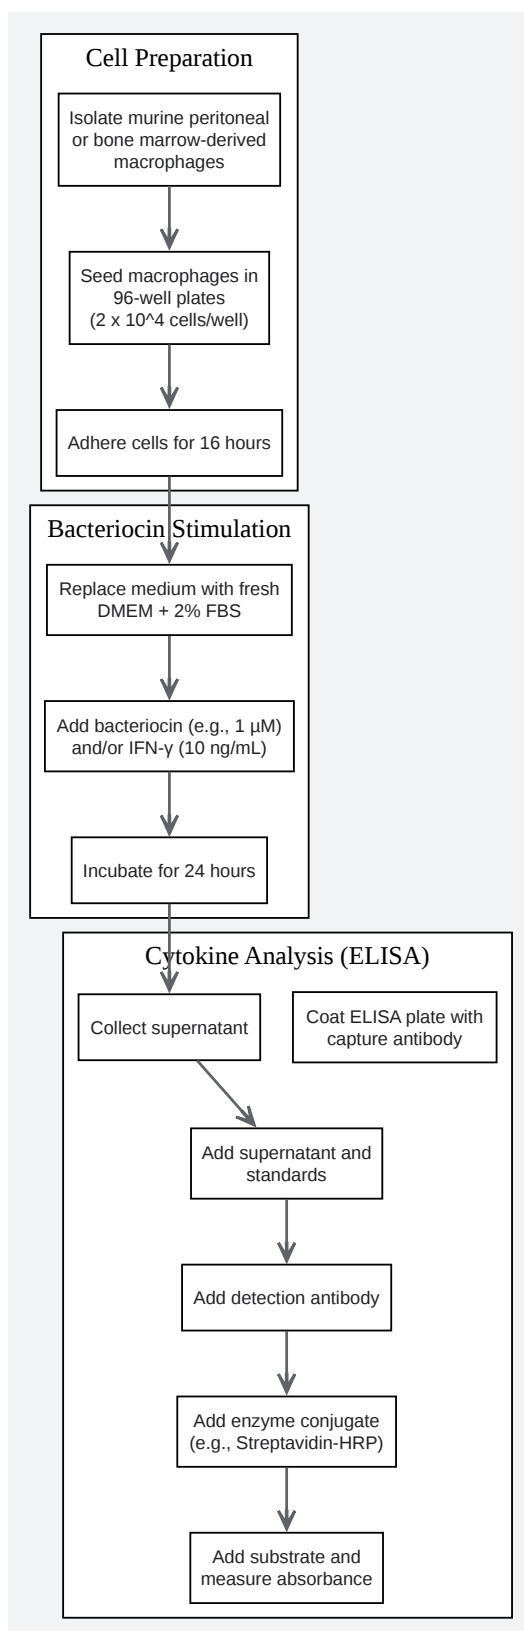 Cell Preparation
Isolate murine peritoneal
or bone marrow-derived
macrophages
Seed macrophages in
96-well plates
(2 x 10^4 cells/well)
Adhere cells for 16 hours
Bacteriocin Stimulation
Replace medium with fresh
DMEM + 2% FBS
Add bacteriocin (e.g., 1 µM)
and/or IFN-γ (10 ng/mL)
Incubate for 24 hours
Cytokine Analysis (ELISA)
Collect supernatant
Coat ELISA plate with
capture antibody
Add supernatant and
standards
Add detection antibody
Add enzyme conjugate
(e.g., Streptavidin-HRP)
Add substrate and
measure absorbance